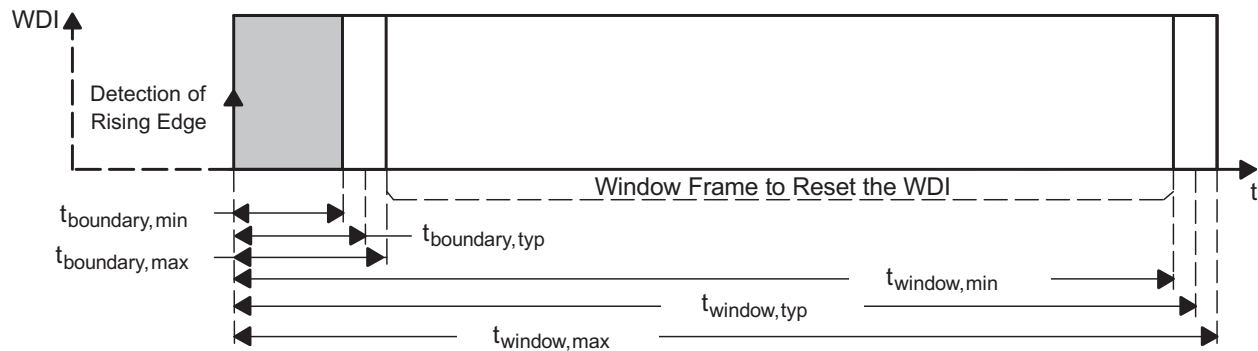 WDI
Detection of
Rising Edge
Window Frame to Reset the WDI
t
tboundary,min
tboundary,typ
tboundary,max
twindow,min
twindow,typ
twindow,max